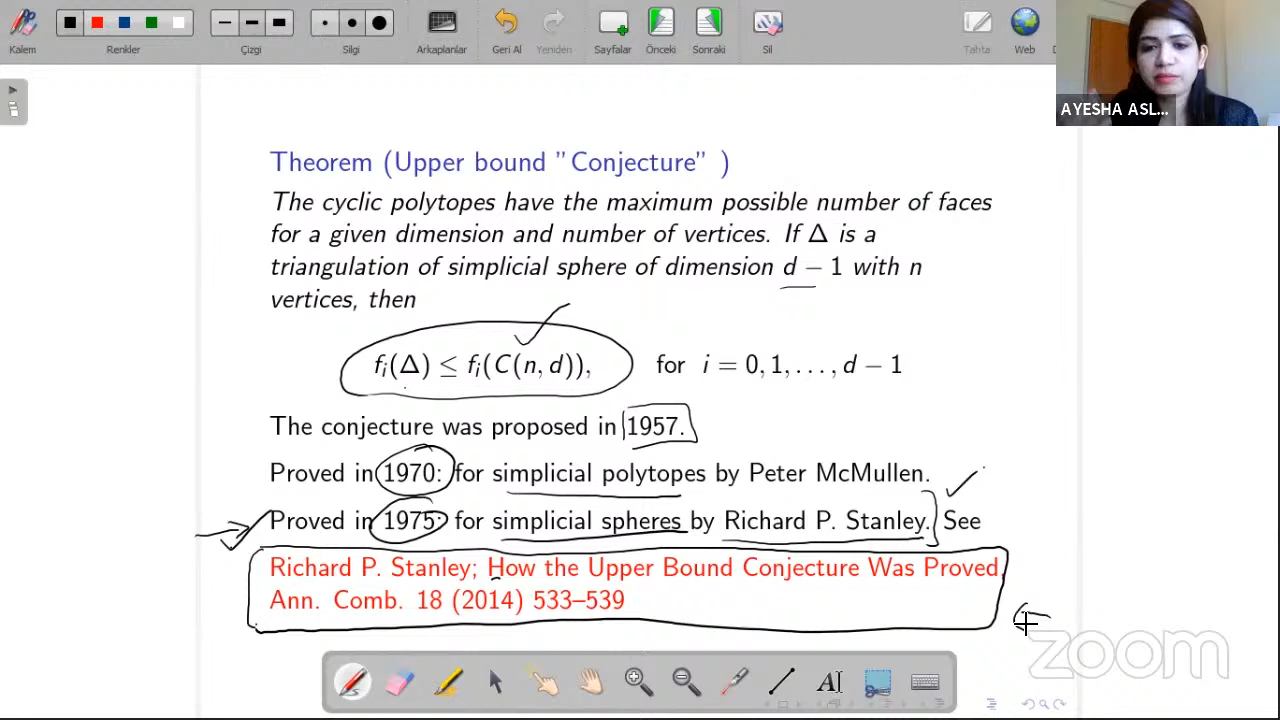 Kalem
Renkler
Çizgi
Silgi
Arkaplanlar
Geri Al
Yeniden
Sayfalar
Önceki
Sonraki
Sil
Tahta
Web
AYESHA ASL...
Theorem (Upper bound "Conjecture" )
The cyclic polytopes have the maximum possible number of faces
for a given dimension and number of vertices. If Δ is a
triangulation of simplicial sphere of dimension d − 1 with n
vertices, then
fᵢ(Δ) ≤ fᵢ(C(n, d)), for i = 0, 1, . . . , d − 1
The conjecture was proposed in 1957.
Proved in 1970: for simplicial polytopes by Peter McMullen.
Proved in 1975: for simplicial spheres by Richard P. Stanley. See
Richard P. Stanley; How the Upper Bound Conjecture Was Proved,
Ann. Comb. 18 (2014) 533–539
zoom